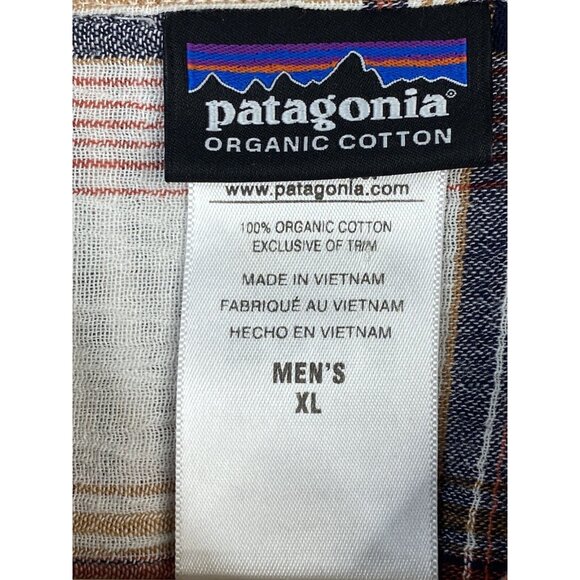 patagonia®
ORGANIC COTTON
www.patagonia.com
100% ORGANIC COTTON
EXCLUSIVE OF TRIM
MADE IN VIETNAM
FABRIQUÉ AU VIETNAM
HECHO EN VIETNAM
MEN'S
XL